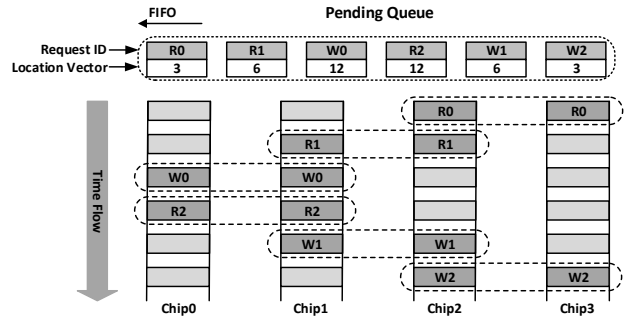 FIFO
Pending Queue
Request ID R0 R1 W0 R2 W1 W2
Location Vector 3 6 12 12 6 3
R0 R0
R1 R1
W0 W0
R2 R2
W1 W1
W2 W2
Time Flow
Chip0 Chip1 Chip2 Chip3